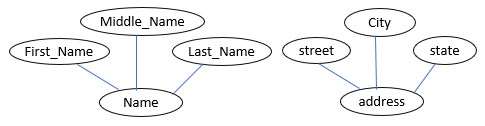 Middle_Name
First_Name
Last_Name
Name
City
street
state
address